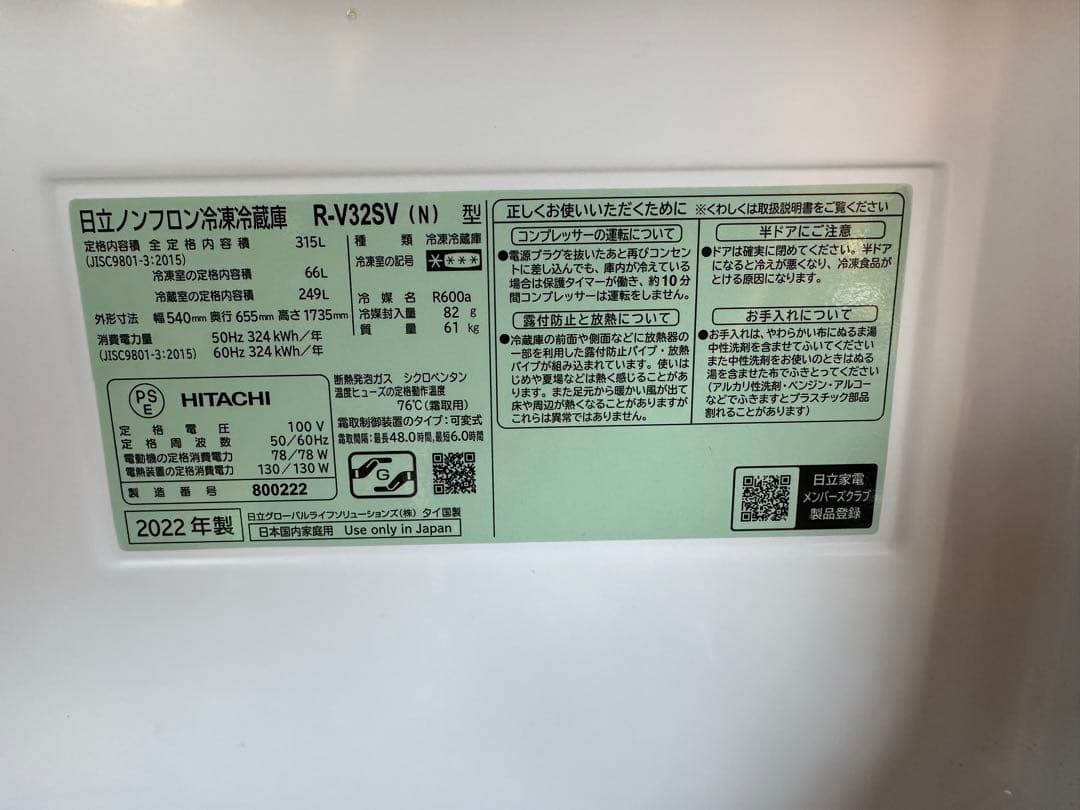 日立ノンフロン冷凍冷蔵庫 R-V32SV (N) 型
定格内容積 全定格内容積 315L
(JISC9801-3:2015)
冷凍室の定格内容積 66L
冷蔵室の定格内容積 249L
外形寸法 幅540mm 奥行655mm 高さ1735mm
消費電力量 50Hz 324 kWh/年
(JISC9801-3:2015) 60Hz 324 kWh/年
種類 冷凍冷蔵庫
冷凍室の記号 ****
冷媒名 R600a
冷媒封入量 82 g
質量 61 kg
PS
E
HITACHI
定格電圧 100 V
定格周波数 50/60Hz
電動機の定格消費電力 78/78 W
電熱装置の定格消費電力 130/130 W
製造番号 800222
断熱発泡ガス シクロペンタン
温度ヒューズの定格動作温度
76℃(霜取用)
霜取制御装置のタイプ:可変式
霜取間隔:最長48.0時間,最短6.0時間
G
2022年製
日立グローバルライフソリューションズ(株) タイ国製
日本国内家庭用 Use only in Japan
正しくお使いいただくために ※くわしくは取扱説明書をご覧ください
コンプレッサーの運転について
●電源プラグを抜いたあと再びコンセン
トに差し込んでも、庫内が冷えている
場合は保護タイマーが働き、約10分
間コンプレッサーは運転をしません。
露付防止と放熱について
●冷蔵庫の前面や側面などに放熱器の
一部を利用した露付防止パイプ・放熱
パイプが組み込まれています。使いは
じめや夏場などは熱く感じることがあ
ります。また足元から暖かい風が出て
床や周辺が熱くなることがありますが
これらは異常ではありません。
半ドアにご注意
●ドアは確実に閉めてください。半ドア
になると冷えが悪くなり、冷凍食品が
とける原因になります。
お手入れについて
●お手入れは、やわらかい布にぬるま湯
中性洗剤を含ませてふいてください
また中性洗剤をお使いのときはぬる
湯を含ませた布でふきとってください
(アルカリ性洗剤・ベンジン・アルコー
などでふきますとプラスチック部品
割れることがあります)
日立家電
メンバーズクラブ
製品登録